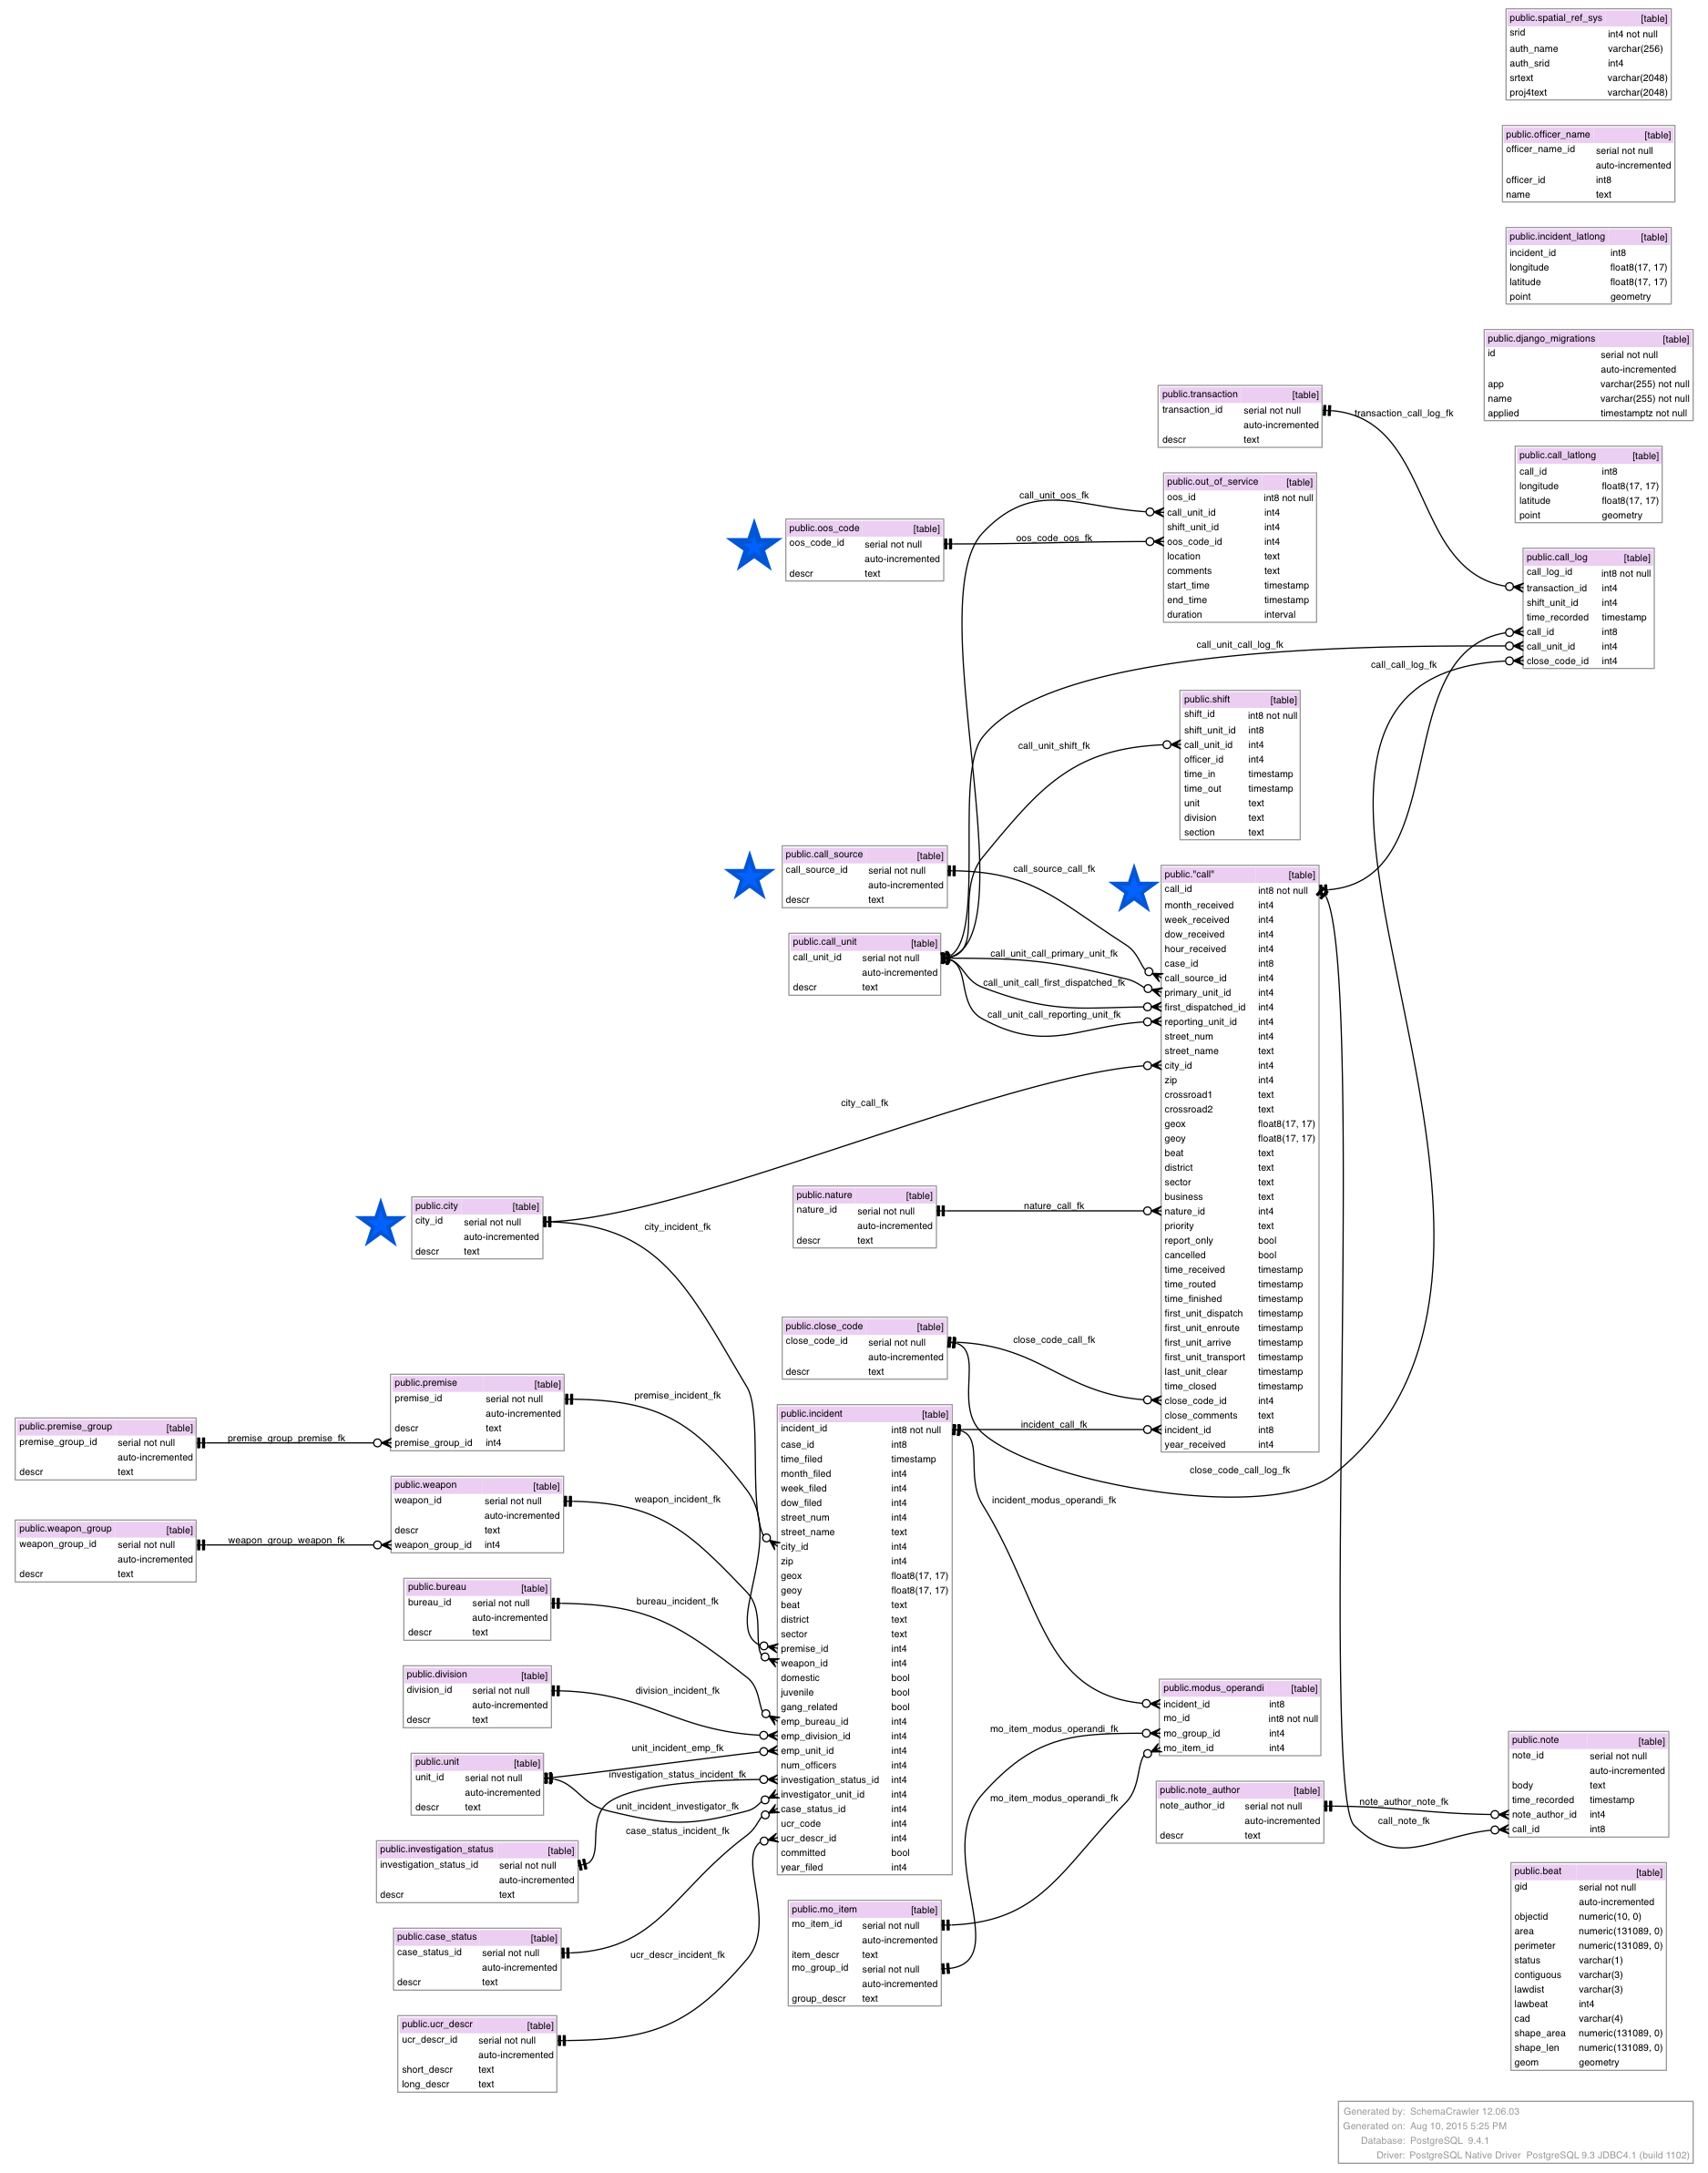 public.spatial_ref_sys [table]
srid int4 not null
auth_name varchar(256)
auth_srid int4
srtext varchar(2048)
proj4text varchar(2048)
public.officer_name [table]
officer_name_id serial not null
auto-incremented
officer_id int8
name text
public.incident_latlong [table]
incident_id int8
longitude float8(17, 17)
latitude float8(17, 17)
point geometry
public.django_migrations [table]
id serial not null
auto-incremented
app varchar(255) not null
name varchar(255) not null
applied timestamptz not null
public.transaction [table]
transaction_id serial not null
auto-incremented
descr text
transaction_call_log_fk
public.call_latlong [table]
call_id int8
longitude float8(17, 17)
latitude float8(17, 17)
point geometry
public.out_of_service [table]
oos_id int8 not null
call_unit_id int4
shift_unit_id int4
oos_code_id int4
location text
comments text
start_time timestamp
end_time timestamp
duration interval
call_unit_oos_fk
public.oos_code [table]
oos_code_id serial not null
auto-incremented
descr text
oos_code_oos_fk
public.call_log [table]
call_log_id int8 not null
transaction_id int4
shift_unit_id int4
time_recorded timestamp
call_id int8
call_unit_id int4
close_code_id int4
call_unit_call_log_fk
call_call_log_fk
public.shift [table]
shift_id int8 not null
shift_unit_id int8
call_unit_id int4
officer_id int4
time_in timestamp
time_out timestamp
unit text
division text
section text
call_unit_shift_fk
public.call_source [table]
call_source_id serial not null
auto-incremented
descr text
call_source_call_fk
public.call_unit [table]
call_unit_id serial not null
auto-incremented
descr text
call_unit_call_primary_unit_fk
call_unit_call_first_dispatched_fk
call_unit_call_reporting_unit_fk
public."call" [table]
call_id int8 not null
month_received int4
week_received int4
dow_received int4
hour_received int4
case_id int8
call_source_id int4
primary_unit_id int4
first_dispatched_id int4
reporting_unit_id int4
street_num int4
street_name text
city_id int4
zip int4
crossroad1 text
crossroad2 text
geox float8(17, 17)
geoy float8(17, 17)
beat text
district text
sector text
business text
nature_id int4
priority text
report_only bool
cancelled bool
time_received timestamp
time_routed timestamp
time_finished timestamp
first_unit_dispatch timestamp
first_unit_enroute timestamp
first_unit_arrive timestamp
first_unit_transport timestamp
last_unit_clear timestamp
time_closed timestamp
close_code_id int4
close_comments text
incident_id int8
year_received int4
city_call_fk
public.city [table]
city_id serial not null
auto-incremented
descr text
city_incident_fk
public.nature [table]
nature_id serial not null
auto-incremented
descr text
nature_call_fk
public.close_code [table]
close_code_id serial not null
auto-incremented
descr text
close_code_call_fk
close_code_call_log_fk
public.premise [table]
premise_id serial not null
auto-incremented
descr text
premise_group_id int4
premise_incident_fk
public.premise_group [table]
premise_group_id serial not null
auto-incremented
descr text
premise_group_premise_fk
public.weapon [table]
weapon_id serial not null
auto-incremented
descr text
weapon_group_id int4
weapon_incident_fk
public.weapon_group [table]
weapon_group_id serial not null
auto-incremented
descr text
weapon_group_weapon_fk
public.incident [table]
incident_id int8 not null
case_id int8
time_filed timestamp
month_filed int4
week_filed int4
dow_filed int4
street_num int4
street_name text
city_id int4
zip int4
geox float8(17, 17)
geoy float8(17, 17)
beat text
district text
sector text
premise_id int4
weapon_id int4
domestic bool
juvenile bool
gang_related bool
emp_bureau_id int4
emp_division_id int4
emp_unit_id int4
num_officers int4
investigation_status_id int4
investigator_unit_id int4
case_status_id int4
ucr_code int4
ucr_descr_id int4
committed bool
year_filed int4
incident_call_fk
incident_modus_operandi_fk
public.bureau [table]
bureau_id serial not null
auto-incremented
descr text
bureau_incident_fk
public.division [table]
division_id serial not null
auto-incremented
descr text
division_incident_fk
public.unit [table]
unit_id serial not null
auto-incremented
descr text
unit_incident_emp_fk
investigation_status_incident_fk
unit_incident_investigator_fk
case_status_incident_fk
public.investigation_status [table]
investigation_status_id serial not null
auto-incremented
descr text
public.case_status [table]
case_status_id serial not null
auto-incremented
descr text
ucr_descr_incident_fk
public.ucr_descr [table]
ucr_descr_id serial not null
auto-incremented
short_descr text
long_descr text
public.modus_operandi [table]
incident_id int8
mo_id int8 not null
mo_group_id int4
mo_item_id int4
mo_item_modus_operandi_fk
mo_item_modus_operandi_fk
public.mo_item [table]
mo_item_id serial not null
auto-incremented
item_descr text
mo_group_id serial not null
auto-incremented
group_descr text
public.note_author [table]
note_author_id serial not null
auto-incremented
descr text
note_author_note_fk
call_note_fk
public.note [table]
note_id serial not null
auto-incremented
body text
time_recorded timestamp
note_author_id int4
call_id int8
public.beat [table]
gid serial not null
auto-incremented
objectid numeric(10, 0)
area numeric(131089, 0)
perimeter numeric(131089, 0)
status varchar(1)
contiguous varchar(3)
lawdist varchar(3)
lawbeat int4
cad varchar(4)
shape_area numeric(131089, 0)
shape_len numeric(131089, 0)
geom geometry
Generated by: SchemaCrawler 12.06.03
Generated on: Aug 10, 2015 5:25 PM
Database: PostgreSQL 9.4.1
Driver: PostgreSQL Native Driver PostgreSQL 9.3 JDBC4.1 (build 1102)